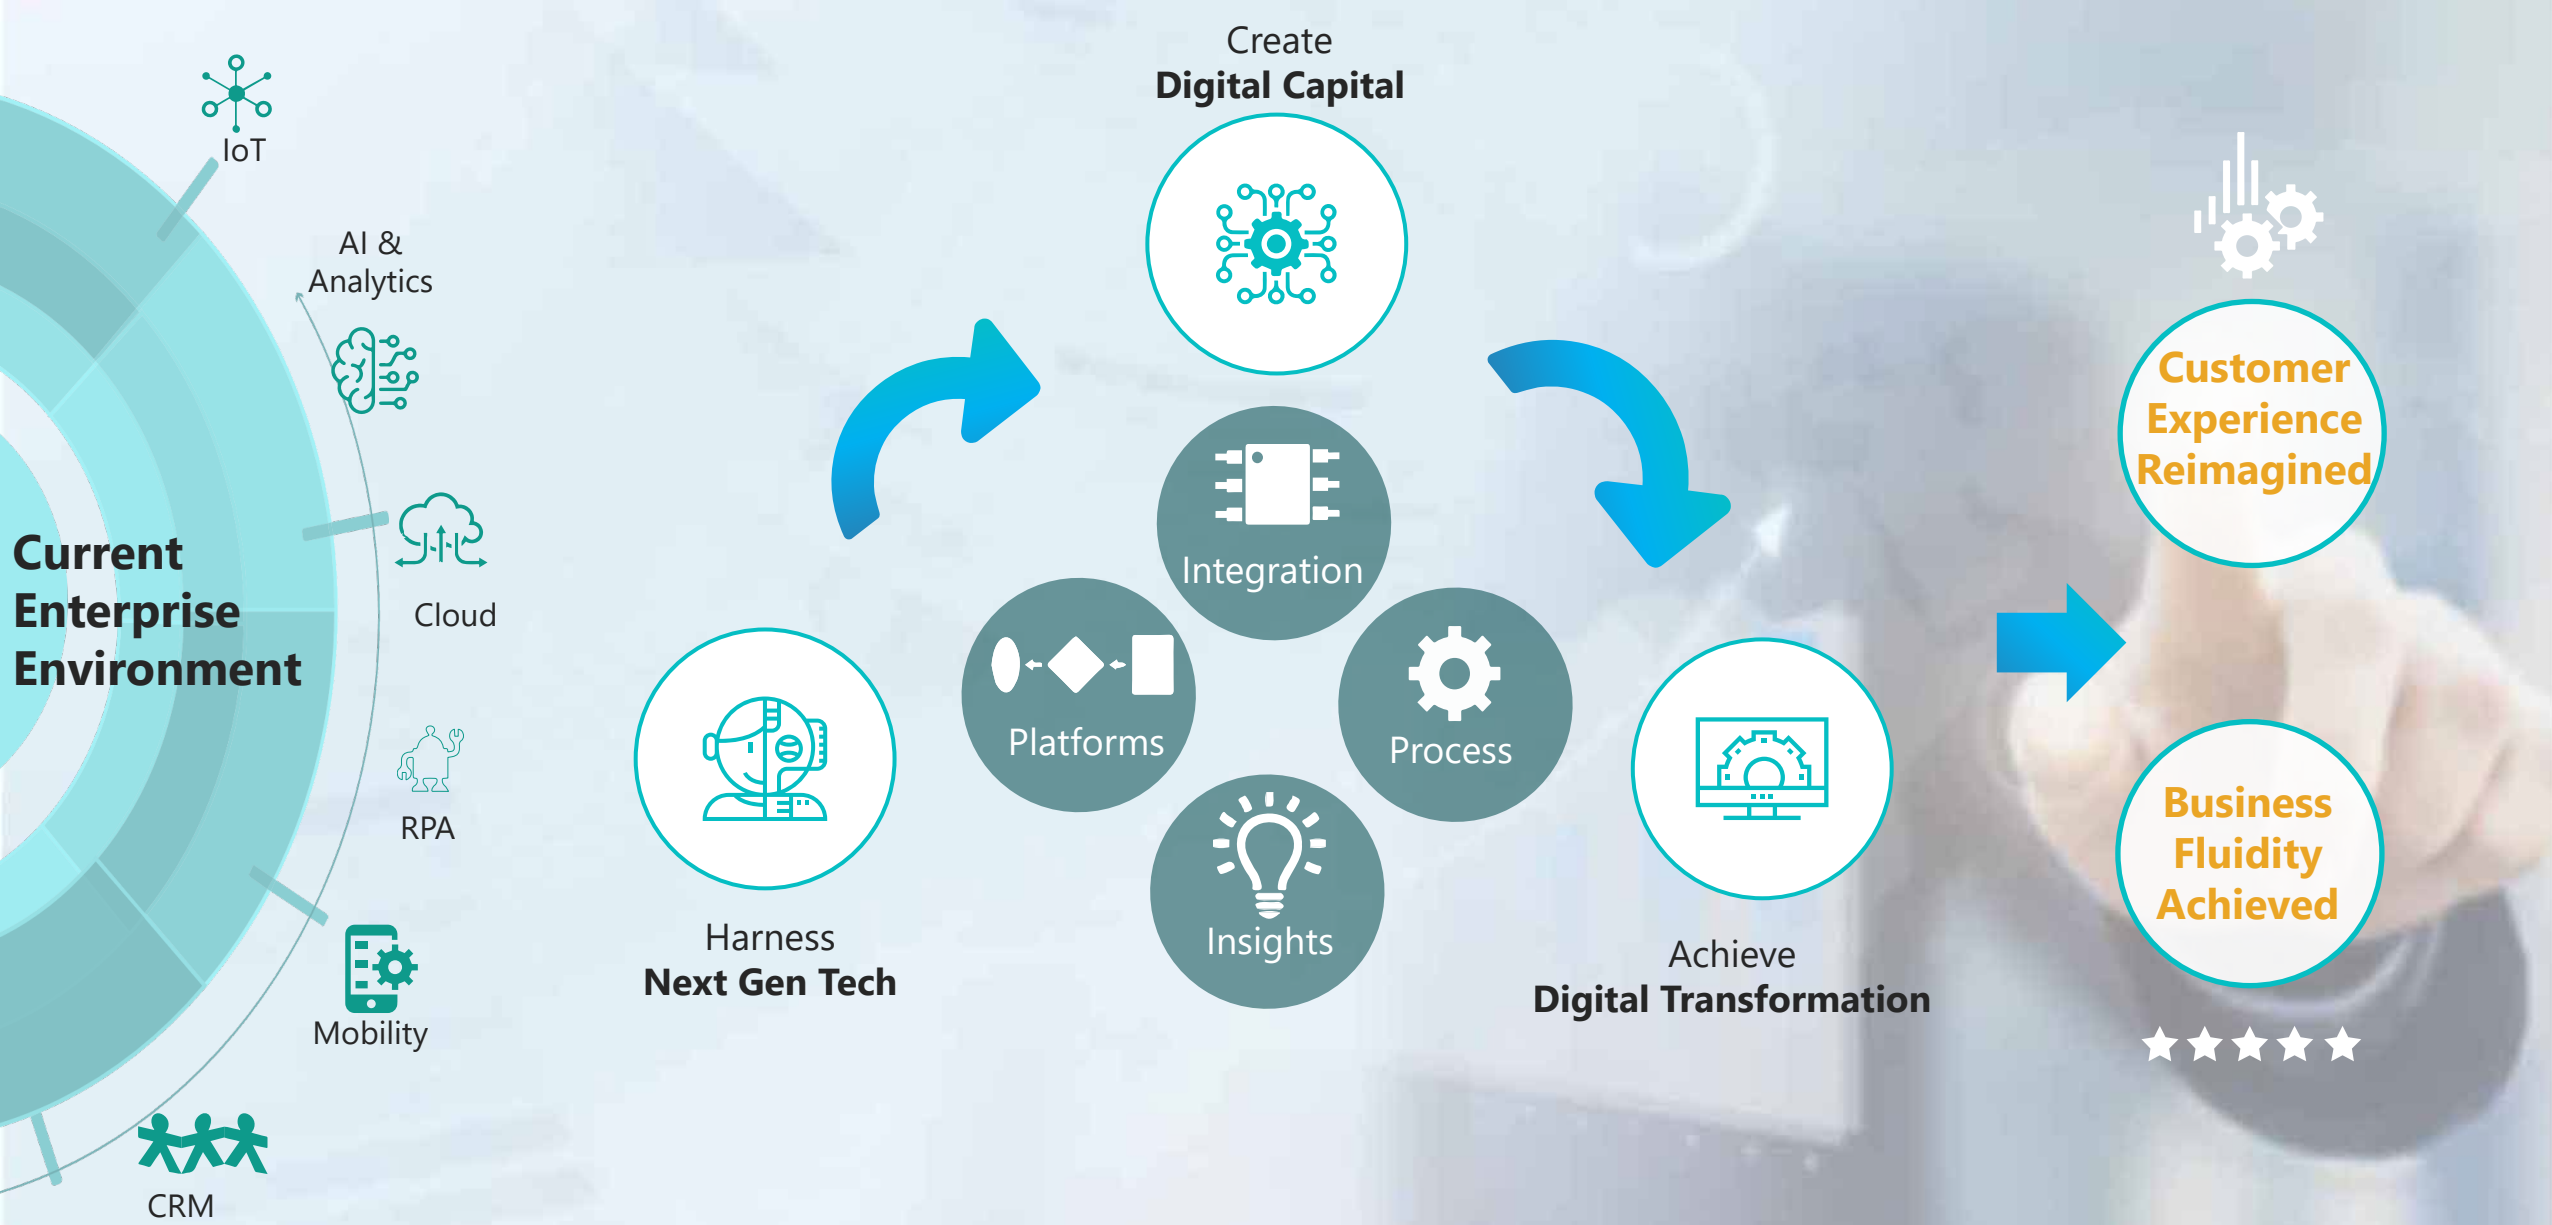 IoT
AI &
Analytics
Cloud
RPA
Mobility
CRM
Current
Enterprise
Environment
Harness
Next Gen Tech
Create
Digital Capital
Integration
Platforms
Process
Insights
Achieve
Digital Transformation
Customer
Experience
Reimagined
Business
Fluidity
Achieved